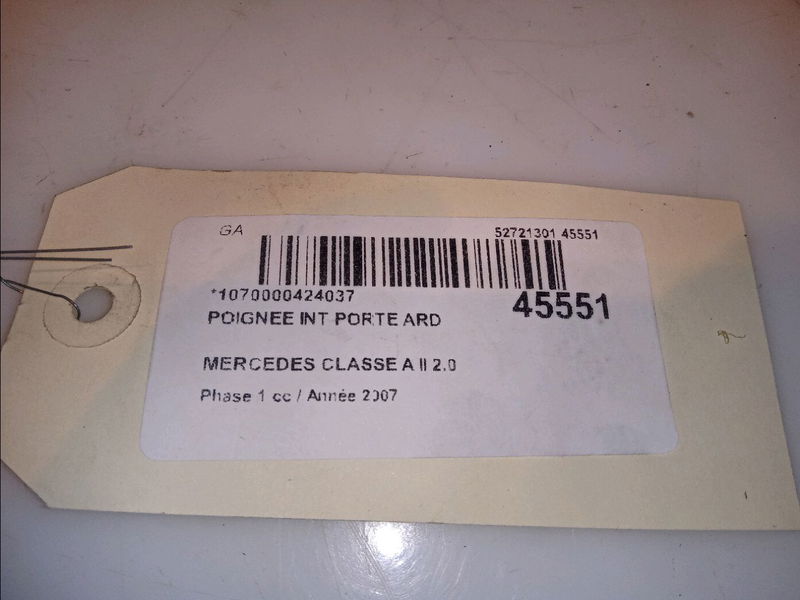 GA
52721301 45551
*1070000424037
45551
POIGNEE INT PORTE ARD
MERCEDES CLASSE A II 2.0
Phase 1 cc / Année 2007